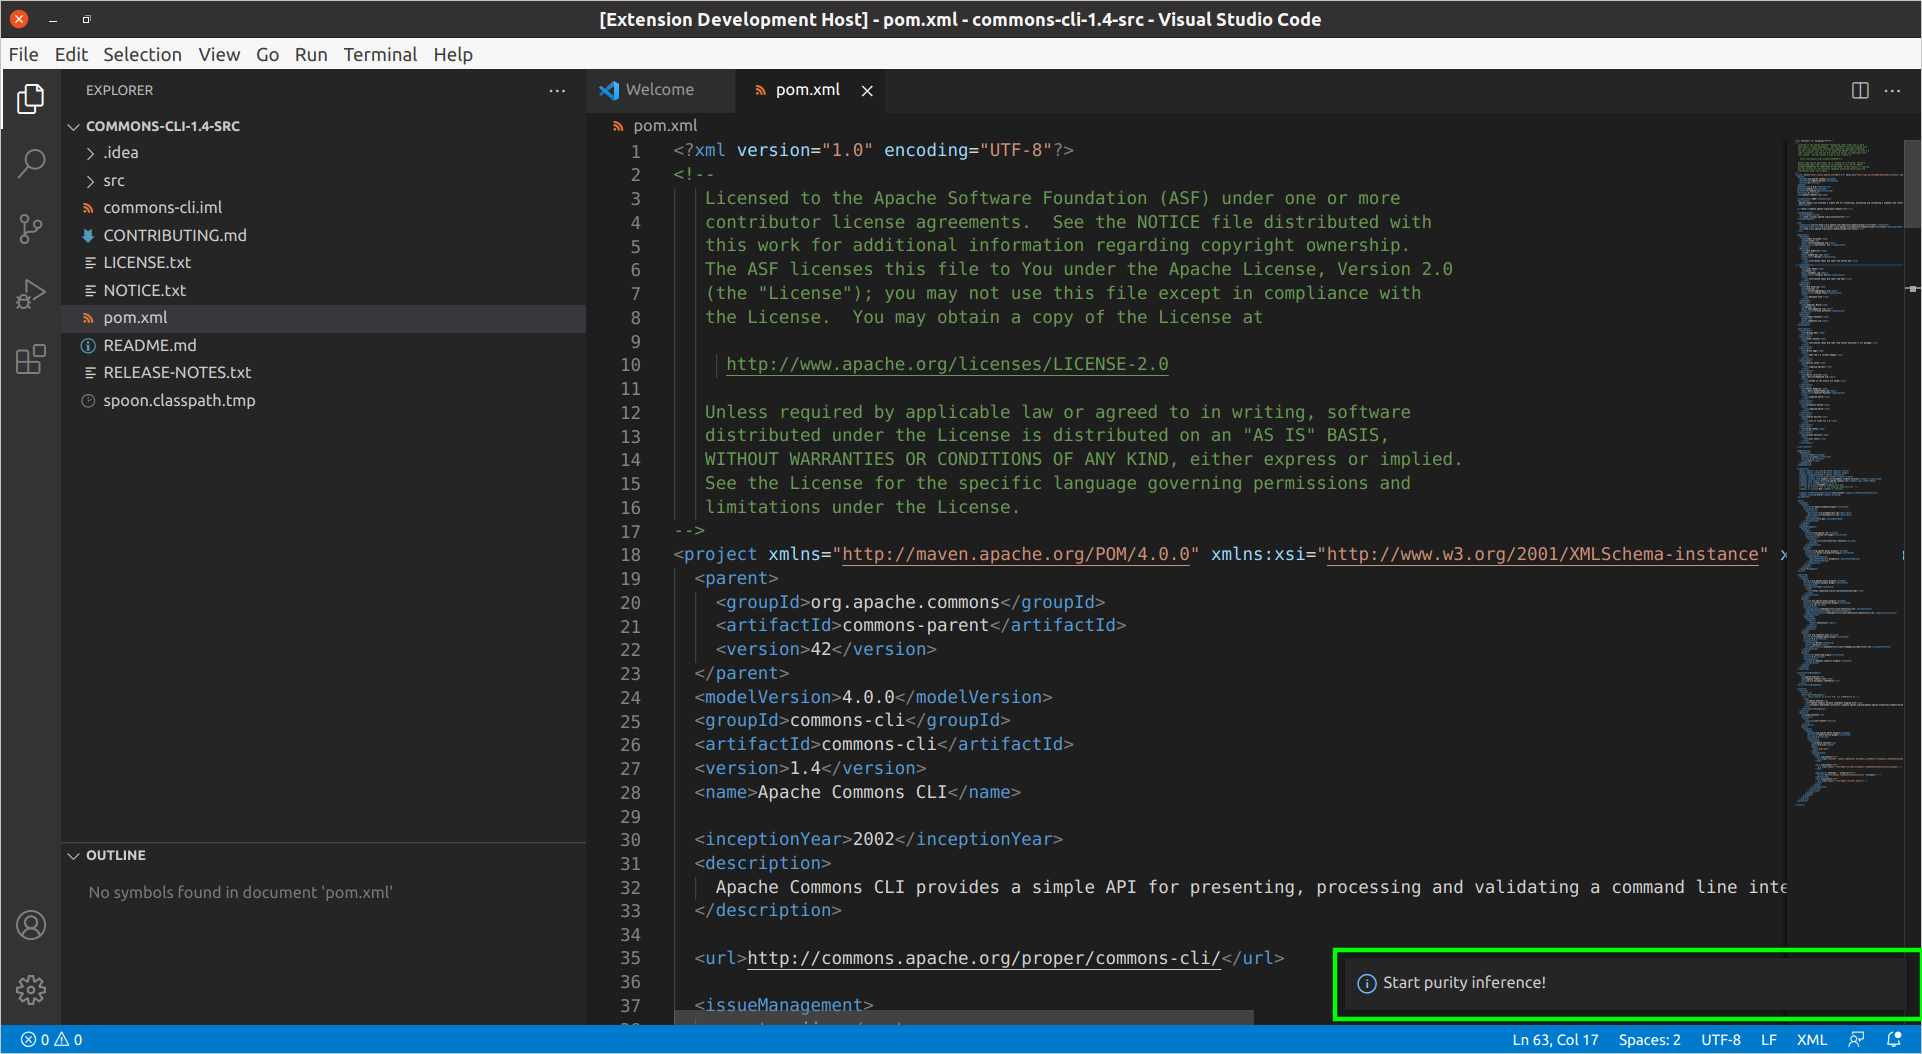 [Extension Development Host] - pom.xml - commons-cli-1.4-src - Visual Studio Code
File Edit Selection View Go Run Terminal Help
EXPLORER
COMMONS-CLI-1.4-SRC
.idea
src
commons-cli.iml
CONTRIBUTING.md
LICENSE.txt
NOTICE.txt
pom.xml
README.md
RELEASE-NOTES.txt
spoon.classpath.tmp
OUTLINE
No symbols found in document 'pom.xml'
Welcome pom.xml
pom.xml
1 <?xml version="1.0" encoding="UTF-8"?>
2 <!--
3 Licensed to the Apache Software Foundation (ASF) under one or more
4 contributor license agreements.  See the NOTICE file distributed with
5 this work for additional information regarding copyright ownership.
6 The ASF licenses this file to You under the Apache License, Version 2.0
7 (the "License"); you may not use this file except in compliance with
8 the License.  You may obtain a copy of the License at
9
10 http://www.apache.org/licenses/LICENSE-2.0
11
12 Unless required by applicable law or agreed to in writing, software
13 distributed under the License is distributed on an "AS IS" BASIS,
14 WITHOUT WARRANTIES OR CONDITIONS OF ANY KIND, either express or implied.
15 See the License for the specific language governing permissions and
16 limitations under the License.
17 -->
18 <project xmlns="http://maven.apache.org/POM/4.0.0" xmlns:xsi="http://www.w3.org/2001/XMLSchema-instance" x
19 <parent>
20 <groupId>org.apache.commons</groupId>
21 <artifactId>commons-parent</artifactId>
22 <version>42</version>
23 </parent>
24 <modelVersion>4.0.0</modelVersion>
25 <groupId>commons-cli</groupId>
26 <artifactId>commons-cli</artifactId>
27 <version>1.4</version>
28 <name>Apache Commons CLI</name>
29
30 <inceptionYear>2002</inceptionYear>
31 <description>
32 Apache Commons CLI provides a simple API for presenting, processing and validating a command line inte
33 </description>
34
35 <url>http://commons.apache.org/proper/commons-cli/</url>
36
37 <issueManagement>
Start purity inference!
0 0
Ln 63, Col 17 Spaces: 2 UTF-8 LF XML